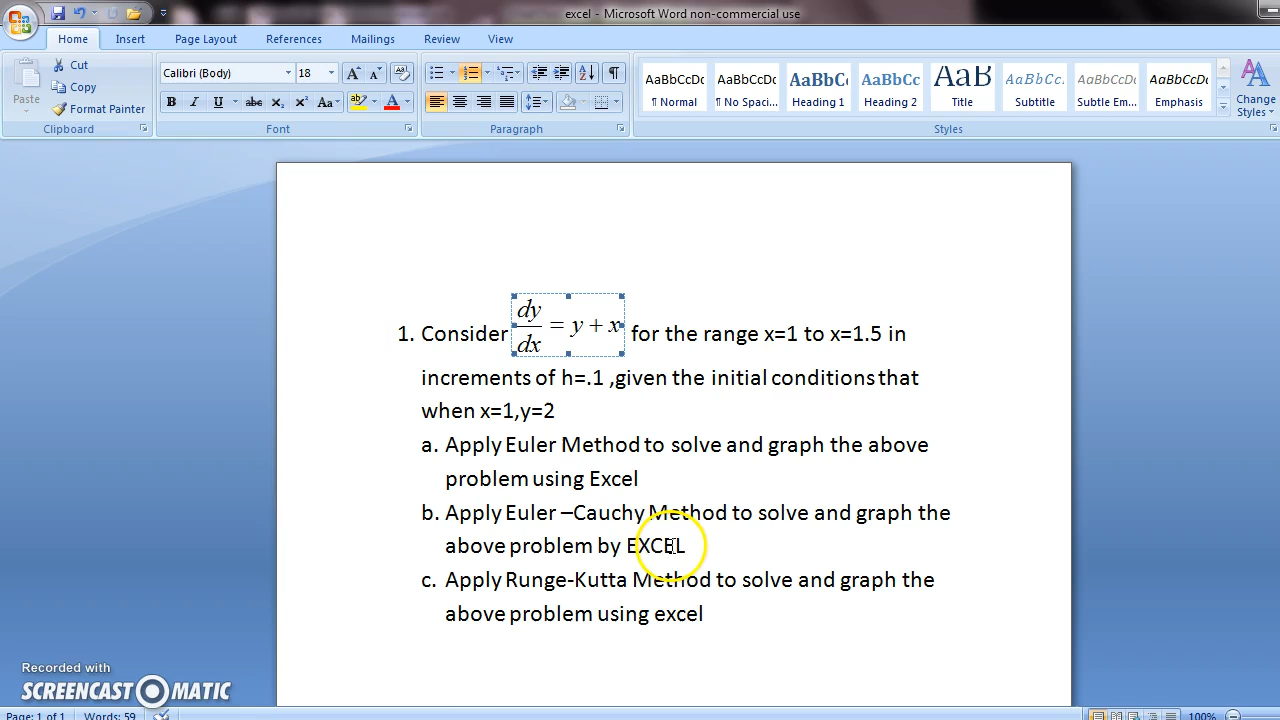 excel - Microsoft Word non-commercial use
Home Insert Page Layout References Mailings Review View
Paste
Cut
Copy
Format Painter
Clipboard
Calibri (Body) 18
B I U abc X₂ X² Aa
Font
Paragraph
AaBbCcDc AaBbCcDc AaBbCc AaBbCc AaB AaBbCc. AaBbCcDc AaBbCcDc
¶ Normal ¶ No Spaci... Heading 1 Heading 2 Title Subtitle Subtle Em... Emphasis
Change Styles
Styles
1. Consider dy/dx = y + x for the range x=1 to x=1.5 in
increments of h=.1 ,given the initial conditions that
when x=1,y=2
a. Apply Euler Method to solve and graph the above
problem using Excel
b. Apply Euler –Cauchy Method to solve and graph the
above problem by EXCEL
c. Apply Runge-Kutta Method to solve and graph the
above problem using excel
Recorded with
SCREENCAST O MATIC
Page: 1 of 1 Words: 59 100%